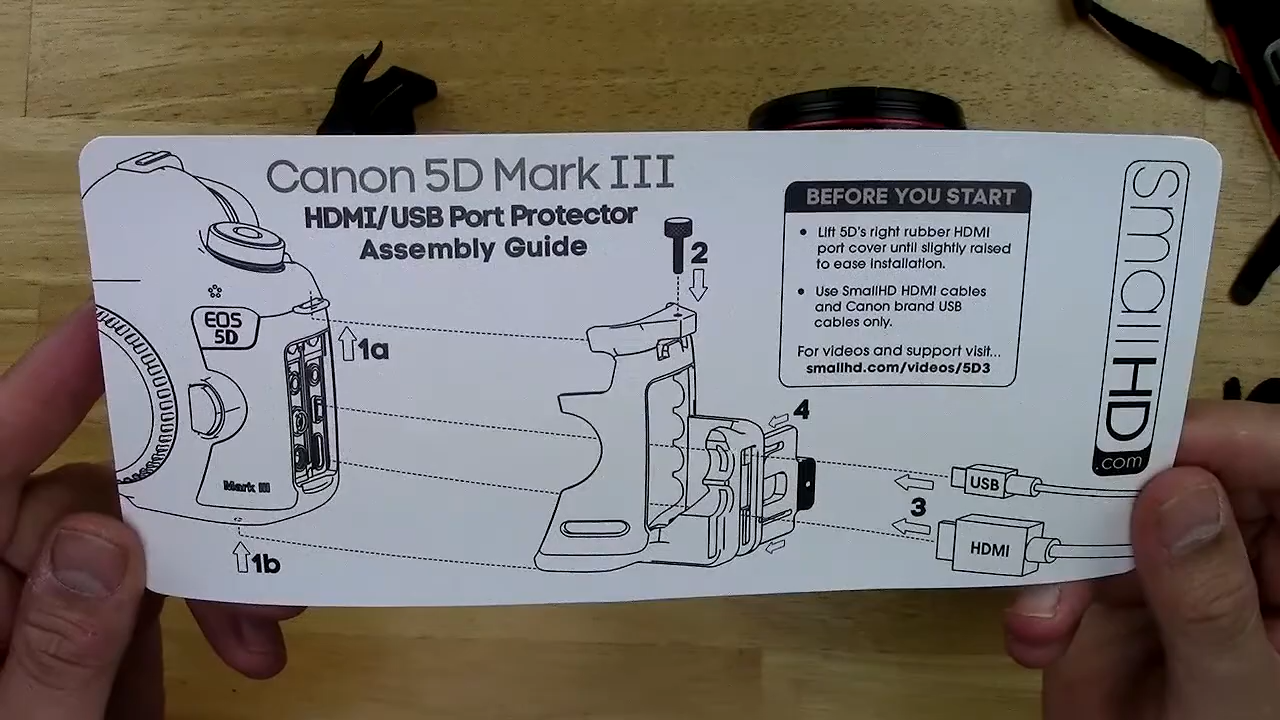 Canon 5D Mark III
HDMI/USB Port Protector
Assembly Guide
BEFORE YOU START
• Lift 5D's right rubber HDMI
port cover until slightly raised
to ease installation.
• Use SmallHD HDMI cables
and Canon brand USB
cables only.
For videos and support visit...
smallhd.com/videos/5D3
smallHD
.com
EOS
5D
Mark III
1a
1b
2
4
3
USB
HDMI